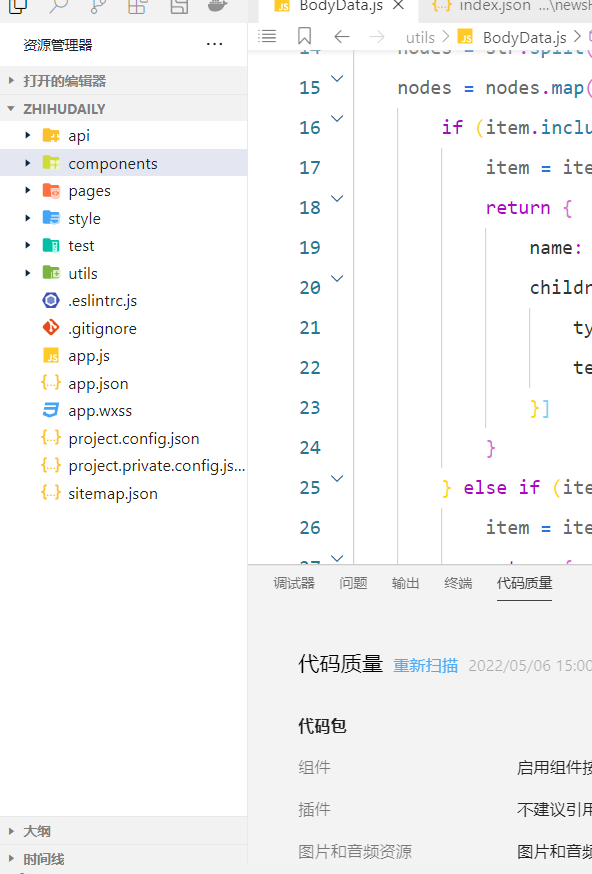 BodyData.js
index.json ...\newsH
资源管理器
utils > BodyData.js >
打开的编辑器
ZHIHUDAILY
api
components
pages
style
test
utils
.eslintrc.js
.gitignore
app.js
app.json
app.wxss
project.config.json
project.private.config.js...
sitemap.json
大纲
时间线
14 nodes = str.split(
15 nodes = nodes.map(
16 if (item.inclu
17 item = ite
18 return {
19 name:
20 childr
21 ty
22 te
23 }]
24 }
25 } else if (ite
26 item = ite
27
调试器 问题 输出 终端 代码质量
代码质量 重新扫描 2022/05/06 15:00
代码包
组件 启用组件按
插件 不建议引用
图片和音频资源 图片和音频